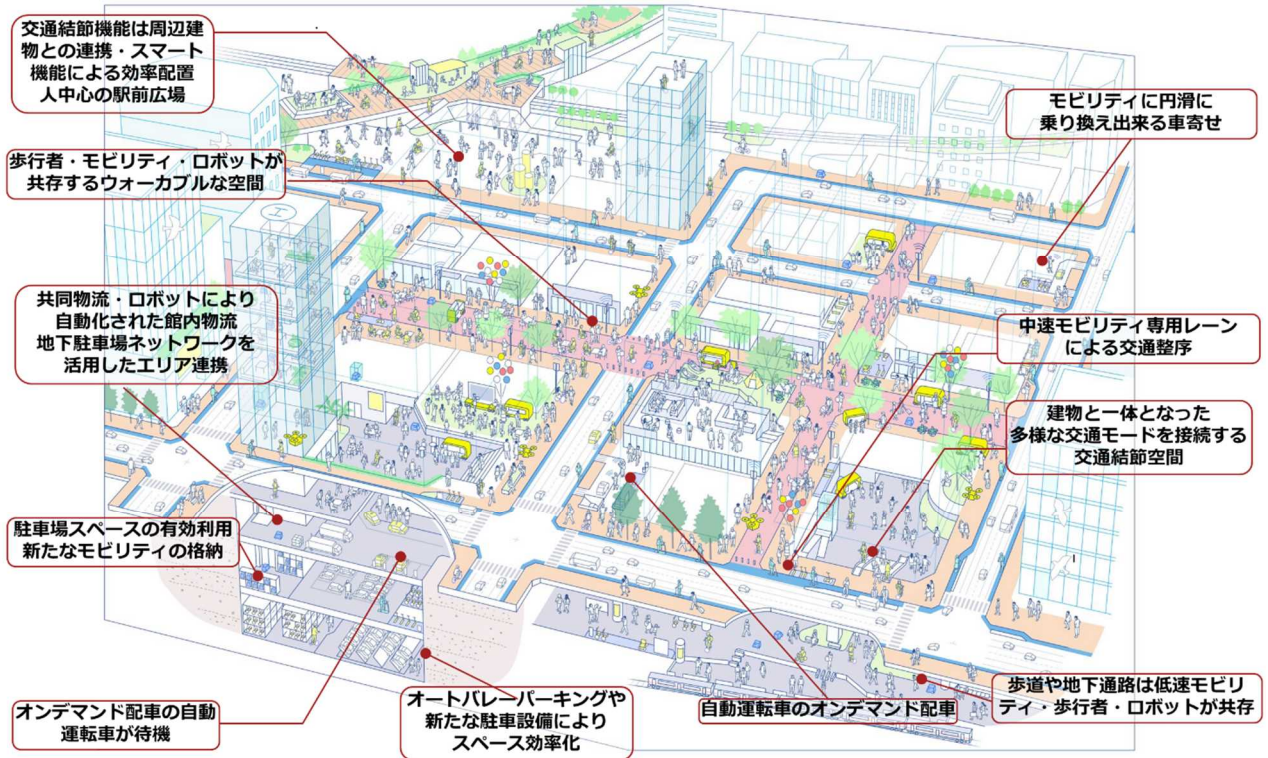 交通結節機能は周辺建
物との連携・スマート
機能による効率配置
人中心の駅前広場
モビリティに円滑に
乗り換え出来る車寄せ
歩行者・モビリティ・ロボットが
共存するウォーカブルな空間
共同物流・ロボットにより
自動化された館内物流
地下駐車場ネットワークを
活用したエリア連携
中速モビリティ専用レーン
による交通整序
建物と一体となった
多様な交通モードを接続する
交通結節空間
駐車場スペースの有効利用
新たなモビリティの格納
オンデマンド配車の自動
運転車が待機
オートバレーパーキングや
新たな駐車設備により
スペース効率化
自動運転車のオンデマンド配車
歩道や地下通路は低速モビリ
ティ・歩行者・ロボットが共存